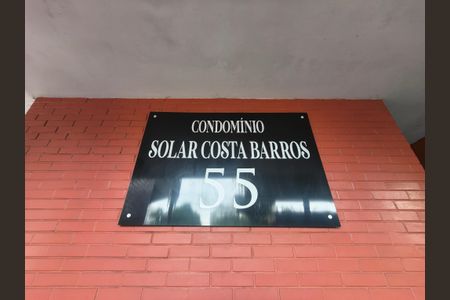 CONDOMÍNIO
SOLAR COSTA BARROS
55